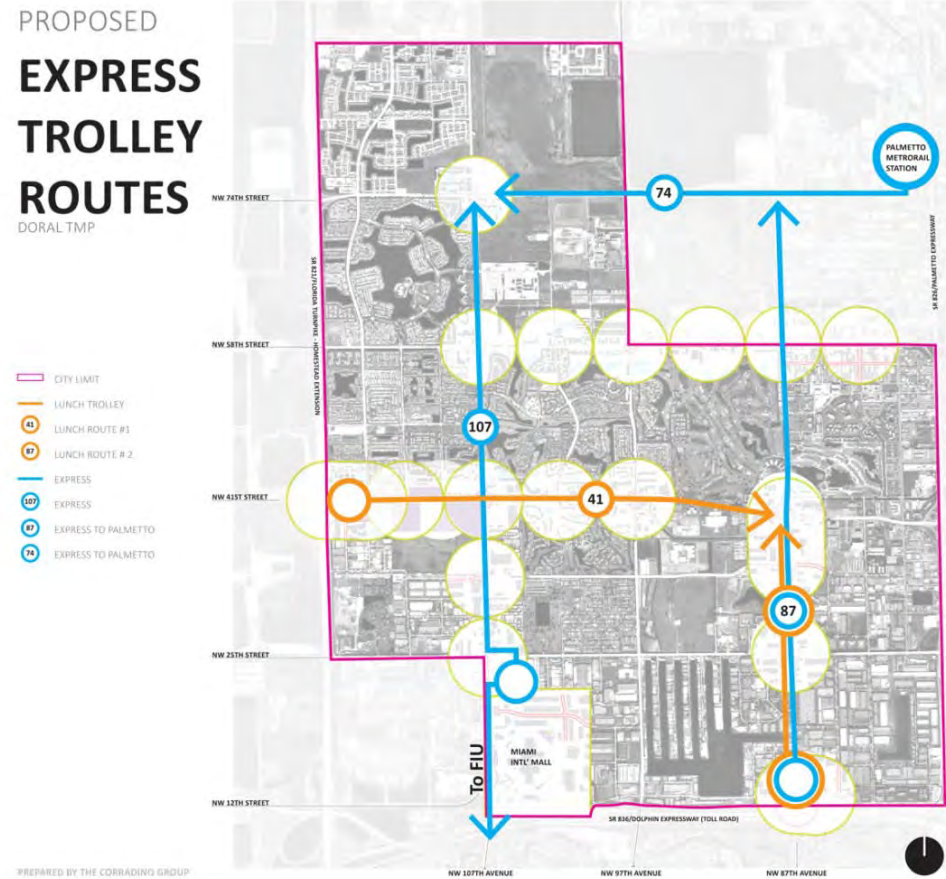 PROPOSED
EXPRESS
TROLLEY
ROUTES
DORAL TMP
CITY LIMIT
LUNCH TROLLEY
41
LUNCH ROUTE #1
87
LUNCH ROUTE # 2
EXPRESS
107
EXPRESS
87
EXPRESS TO PALMETTO
74
EXPRESS TO PALMETTO
PREPARED BY THE CORRADINO GROUP
PALMETTO
METRORAIL
STATION
74
NW 74TH STREET
SR 826/PALMETTO EXPRESSWAY
SR 821/FLORIDA TURNPIKE - HOMESTEAD EXTENSION
NW 58TH STREET
107
NW 41ST STREET
41
87
NW 25TH STREET
To FIU
MIAMI
INTL' MALL
NW 12TH STREET
SR 836/DOLPHIN EXPRESSWAY (TOLL ROAD)
NW 107TH AVENUE
NW 97TH AVENUE
NW 87TH AVENUE